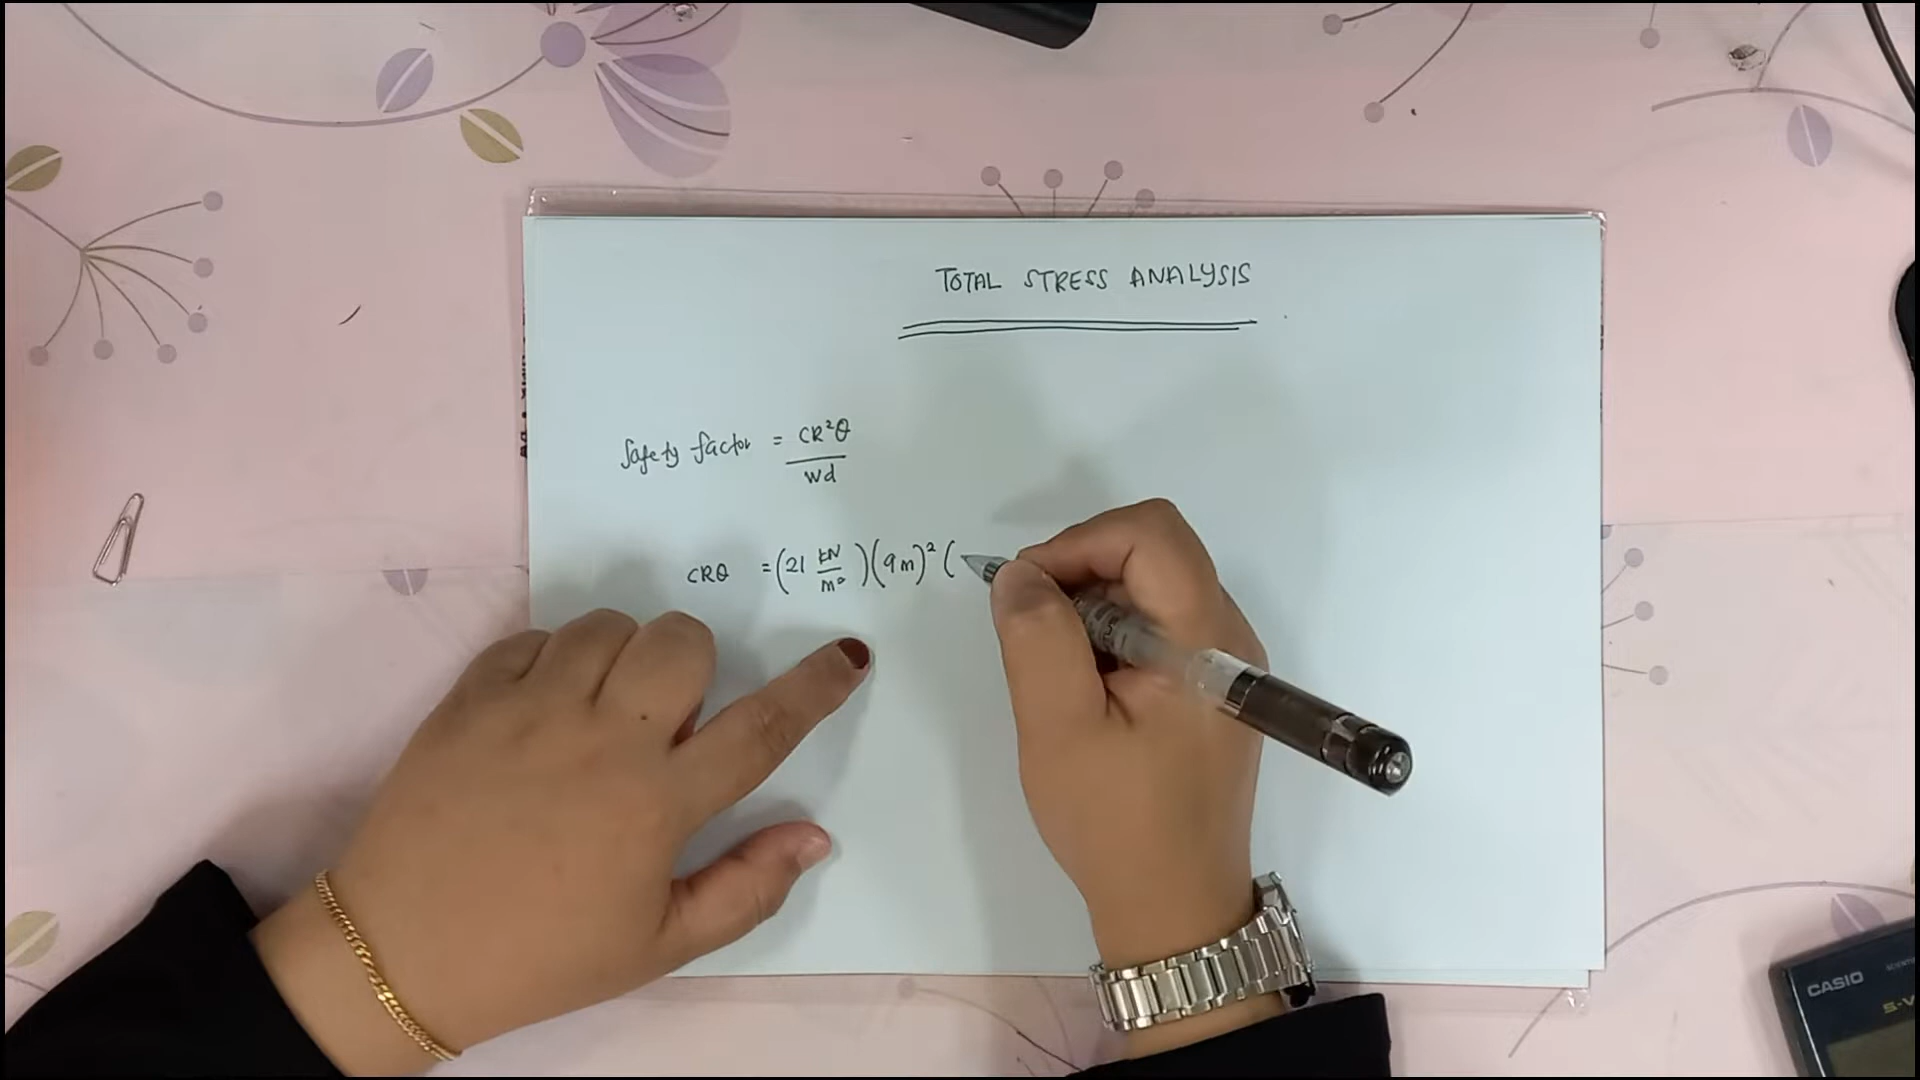 TOTAL STRESS ANALYSIS
Safety factor = CR²θ
Wd
CRθ = (21 kN/m² )(9m)² (
CASIO
S-V